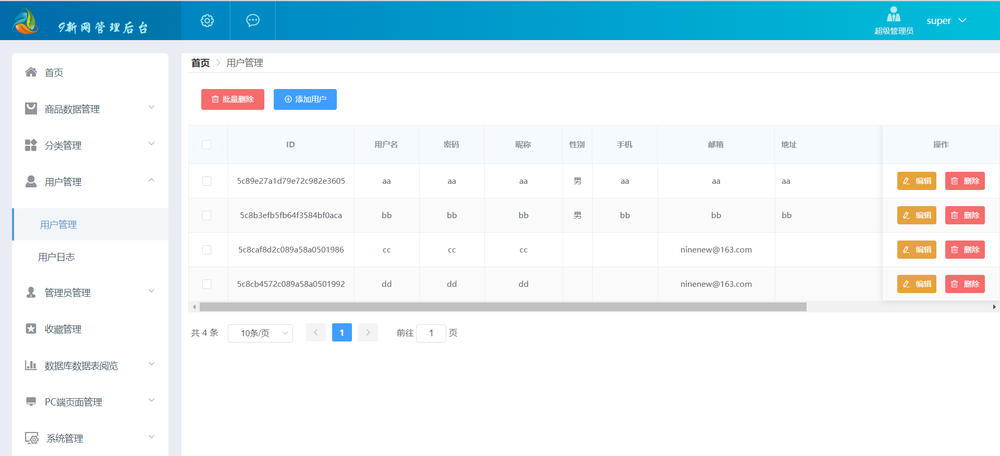 9新网管理后台
超级管理员
super
首页
商品数据管理
分类管理
用户管理
用户管理
用户日志
管理员管理
收藏管理
数据库数据表阅览
PC端页面管理
系统管理
首页 用户管理
批量删除 添加用户
ID 用户名 密码 昵称 性别 手机 邮箱 地址 操作
5c89e27a1d79e72c982e3605 aa aa aa 男 aa aa aa 编辑 删除
5c8b3efb5fb64f3584bf0aca bb bb bb 男 bb bb bb 编辑 删除
5c8caf8d2c089a58a0501986 cc cc cc ninenew@163.com 编辑 删除
5c8cb4572c089a58a0501992 dd dd dd ninenew@163.com 编辑 删除
共 4 条 10条/页 1 前往 1 页